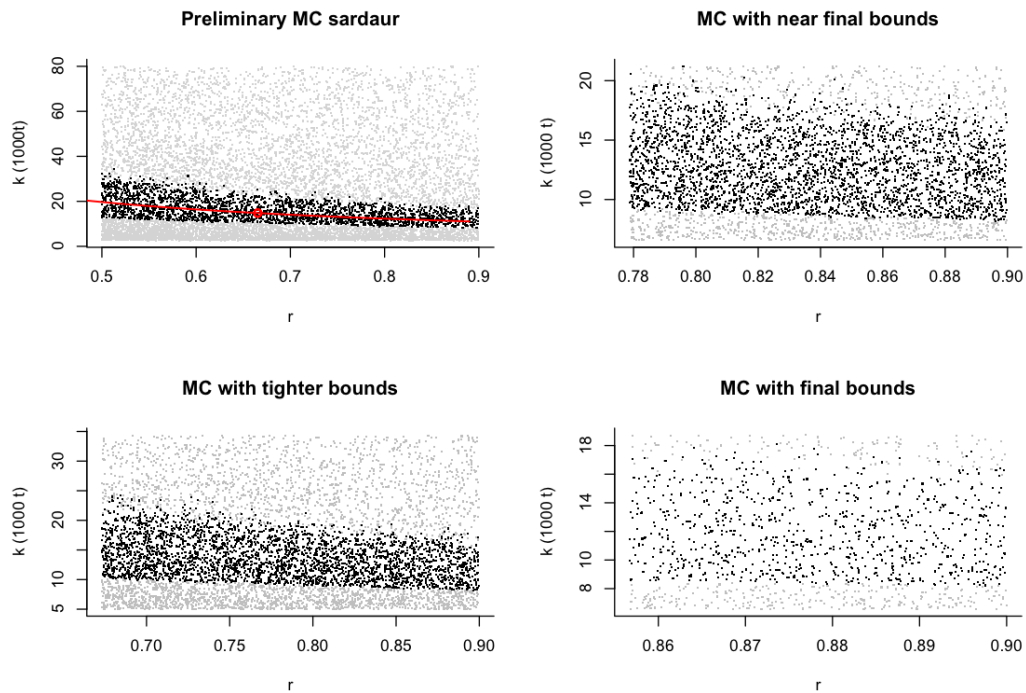 Preliminary MC sardaur
k (1000t)
80
60
40
20
0
0.5 0.6 0.7 0.8 0.9
r
MC with near final bounds
k (1000 t)
20
15
10
0.78 0.80 0.82 0.84 0.86 0.88 0.90
r
MC with tighter bounds
k (1000 t)
30
20
10
5
0.70 0.75 0.80 0.85 0.90
r
MC with final bounds
k (1000 t)
18
14
10
8
0.86 0.87 0.88 0.89 0.90
r